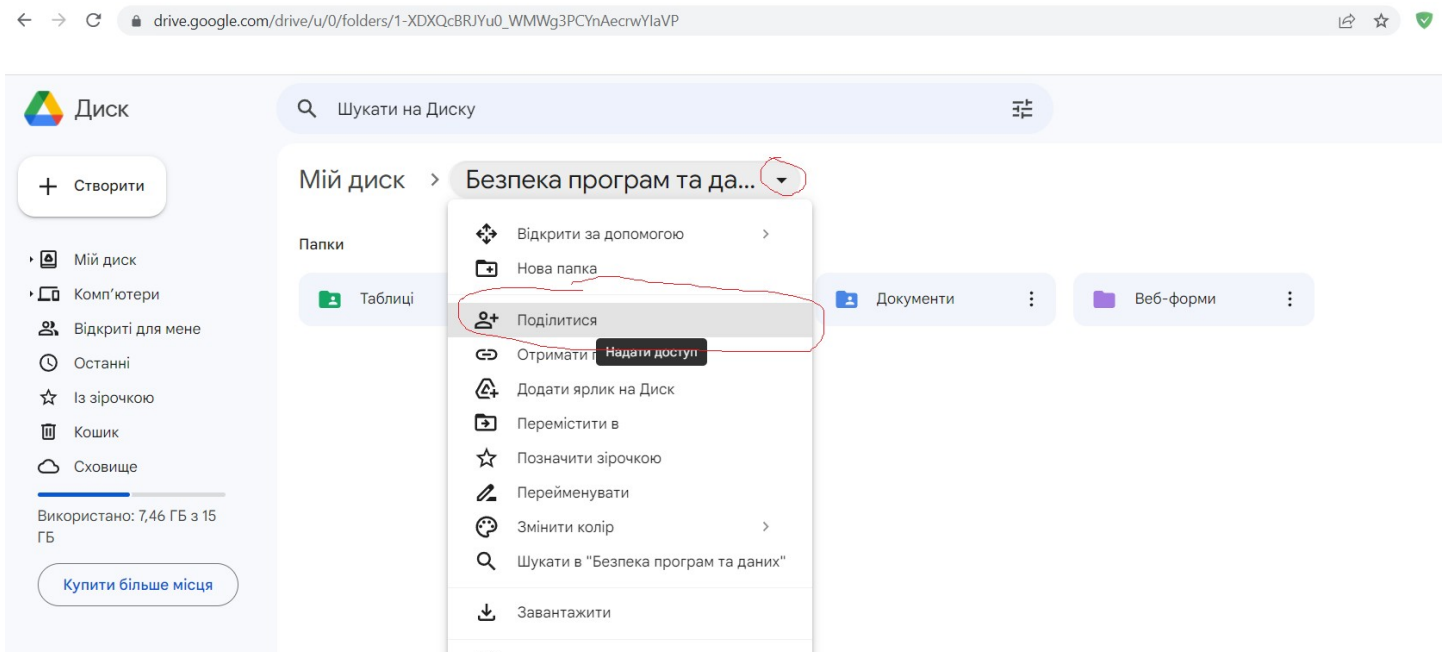 drive.google.com/drive/u/0/folders/1-XDXQcBRJYu0_WMWg3PCYnAecrwYIaVP
Диск
Шукати на Диску
Створити
Мій диск
Комп’ютери
Відкриті для мене
Останні
Із зірочкою
Кошик
Сховище
Використано: 7,46 ГБ з 15
ГБ
Купити більше місця
Мій диск > Безпека програм та да...
Папки
Таблиці
Документи
Веб-форми
Відкрити за допомогою
Нова папка
Поділитися
Отримати
Надати доступ
Додати ярлик на Диск
Перемістити в
Позначити зірочкою
Перейменувати
Змінити колір
Шукати в "Безпека програм та даних"
Завантажити